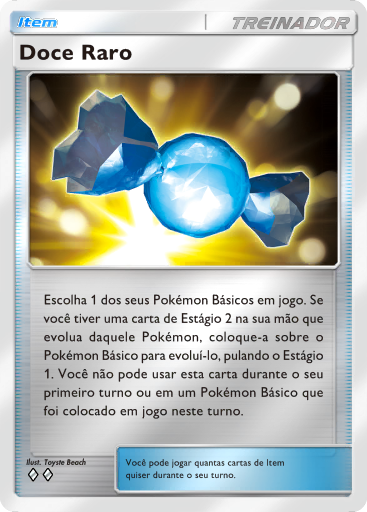 Item
TREINADOR
Doce Raro
Escolha 1 dos seus Pokémon Básicos em jogo. Se
você tiver uma carta de Estágio 2 na sua mão que
evolua daquele Pokémon, coloque-a sobre o
Pokémon Básico para evoluí-lo, pulando o Estágio
1. Você não pode usar esta carta durante o seu
primeiro turno ou em um Pokémon Básico que
foi colocado em jogo neste turno.
Ilust. Toyste Beach
Você pode jogar quantas cartas de Item
quiser durante o seu turno.